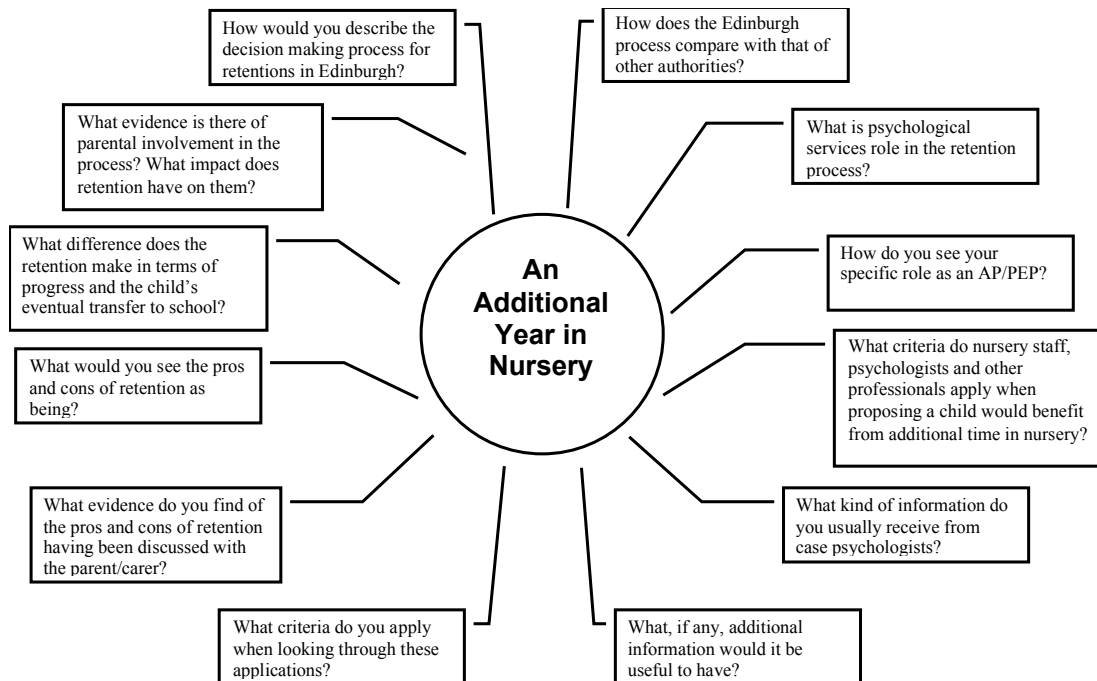 How would you describe the
decision making process for
retentions in Edinburgh?
How does the Edinburgh
process compare with that of
other authorities?
What evidence is there of
parental involvement in the
process? What impact does
retention have on them?
What is psychological
services role in the retention
process?
What difference does the
retention make in terms of
progress and the child's
eventual transfer to school?
An
Additional
Year in
Nursery
How do you see your
specific role as an AP/PEP?
What would you see the pros
and cons of retention as
being?
What criteria do nursery staff,
psychologists and other
professionals apply when
proposing a child would benefit
from additional time in nursery?
What evidence do you find of
the pros and cons of retention
having been discussed with
the parent/carer?
What kind of information do
you usually receive from
case psychologists?
What criteria do you apply
when looking through these
applications?
What, if any, additional
information would it be
useful to have?